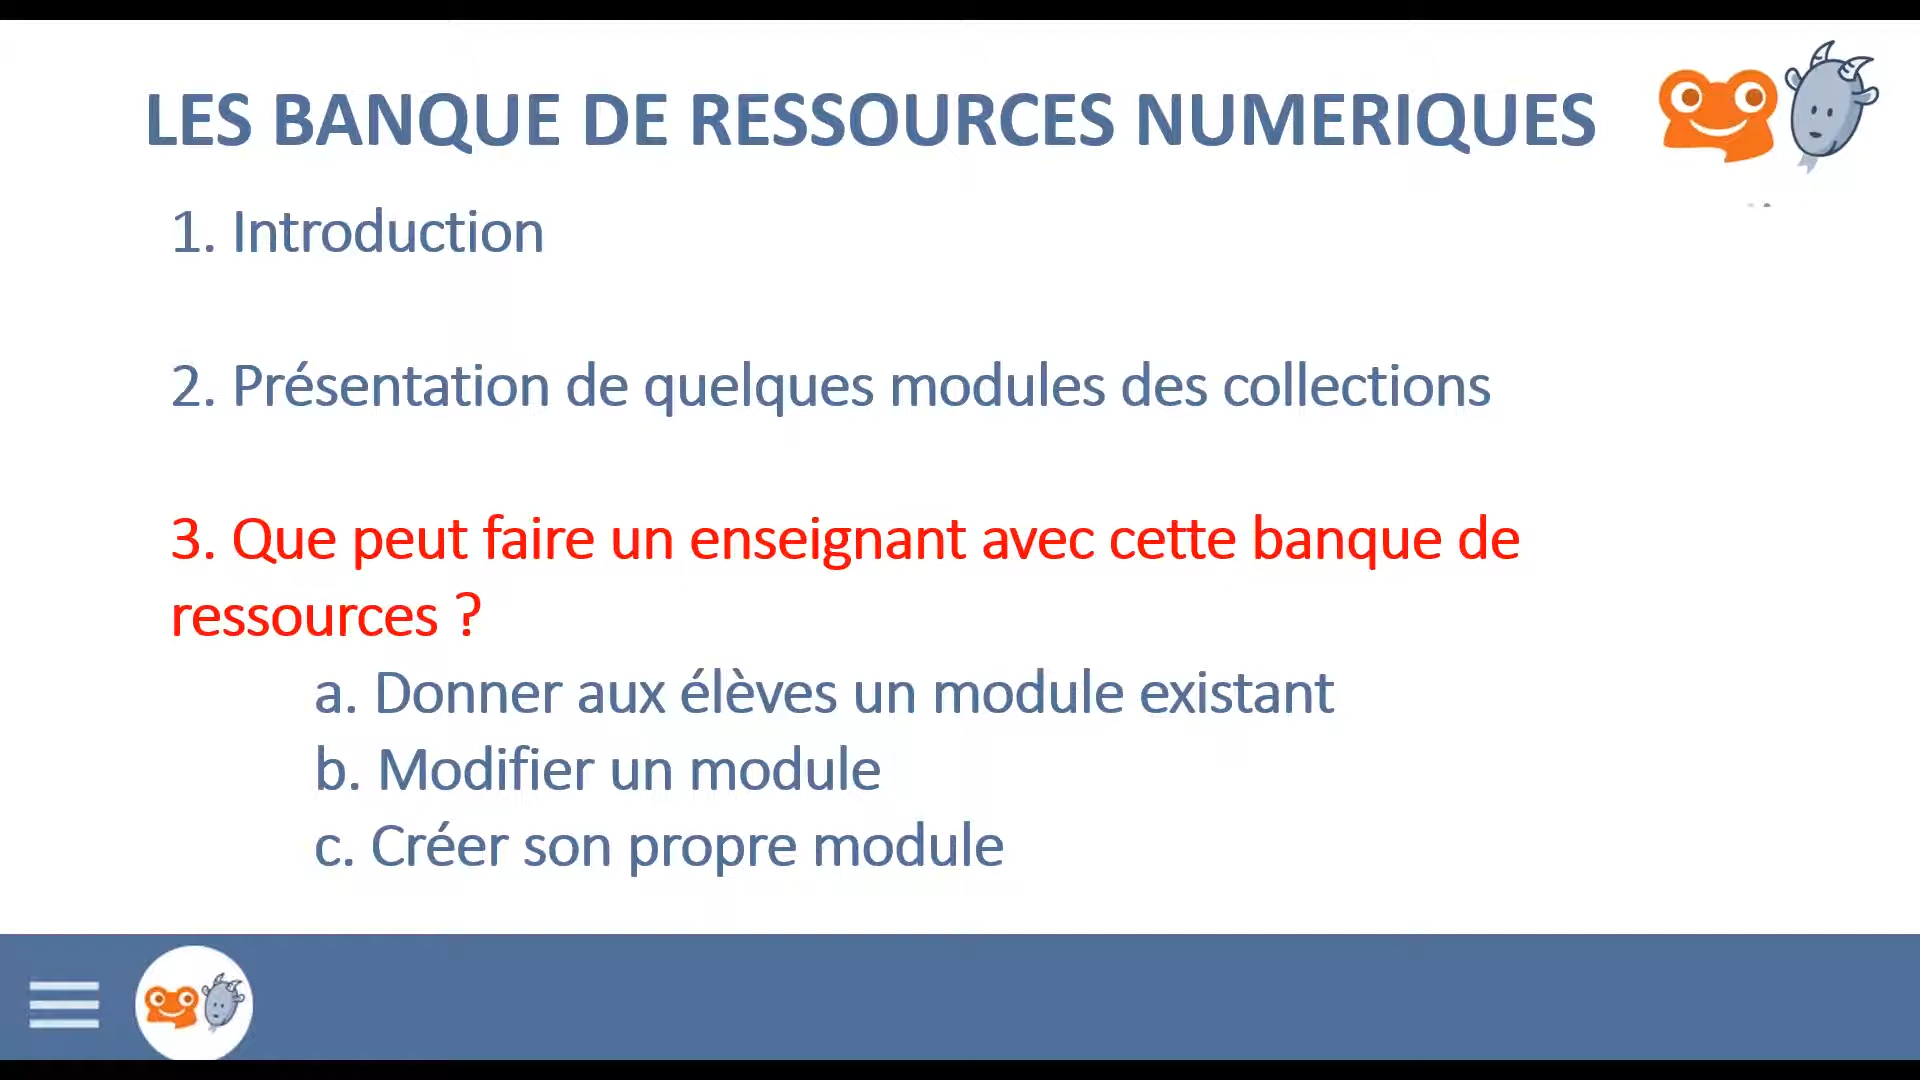 LES BANQUE DE RESSOURCES NUMERIQUES
1. Introduction
2. Présentation de quelques modules des collections
3. Que peut faire un enseignant avec cette banque de
ressources ?
a. Donner aux élèves un module existant
b. Modifier un module
c. Créer son propre module